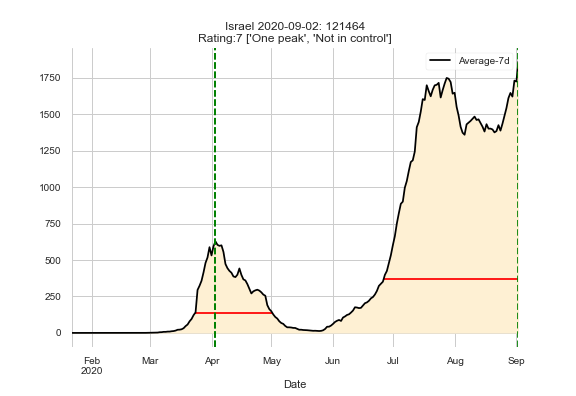 Israel 2020-09-02: 121464
Rating:7 ['One peak', 'Not in control']
Average-7d
1750
1500
1250
1000
750
500
250
0
Feb
2020
Mar
Apr
May
Jun
Jul
Aug
Sep
Date